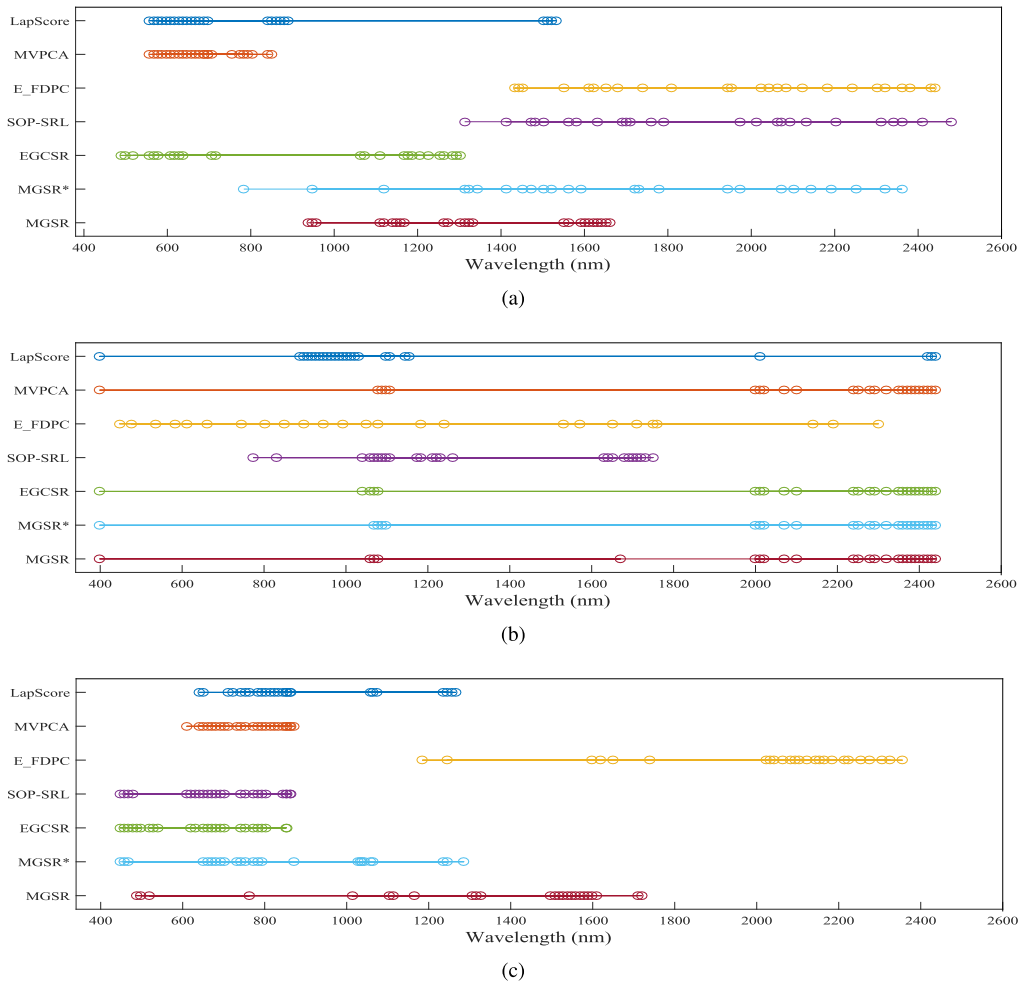 LapScore
MVPCA
E_FDPC
SOP-SRL
EGCSR
MGSR*
MGSR
400 600 800 1000 1200 1400 1600 1800 2000 2200 2400 2600
Wavelength (nm)
(a)
LapScore
MVPCA
E_FDPC
SOP-SRL
EGCSR
MGSR*
MGSR
400 600 800 1000 1200 1400 1600 1800 2000 2200 2400 2600
Wavelength (nm)
(b)
LapScore
MVPCA
E_FDPC
SOP-SRL
EGCSR
MGSR*
MGSR
400 600 800 1000 1200 1400 1600 1800 2000 2200 2400 2600
Wavelength (nm)
(c)